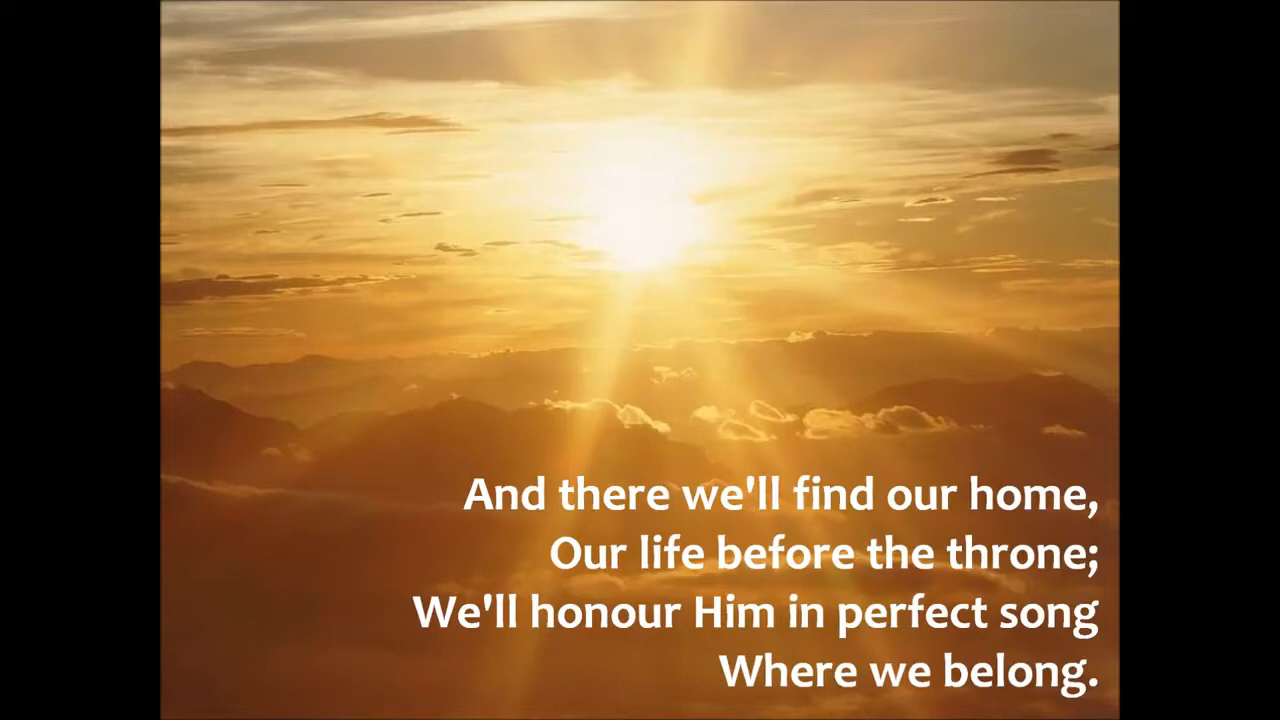 And there we'll find our home,
Our life before the throne;
We'll honour Him in perfect song
Where we belong.